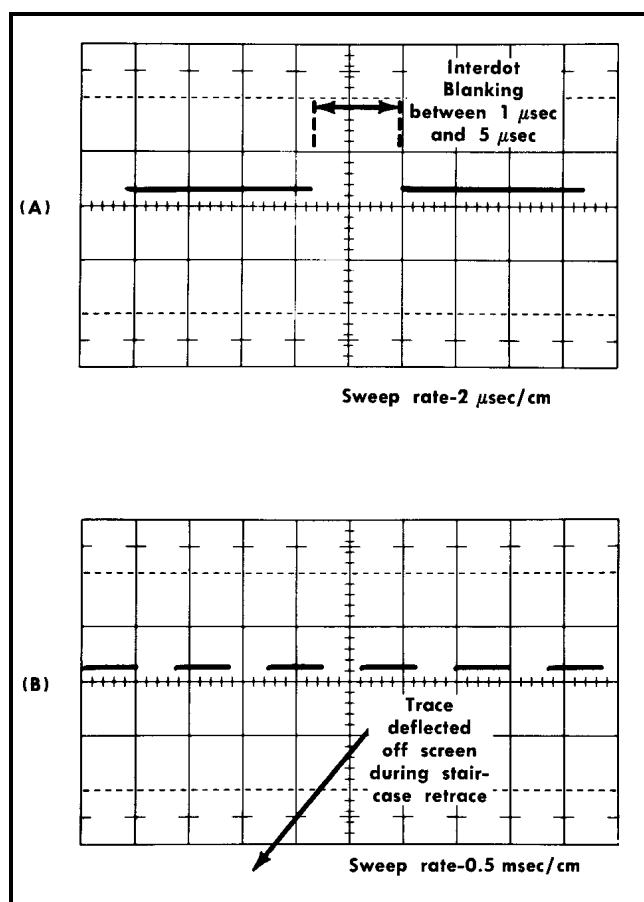 Interdot
Blanking
between 1 μsec
and 5 μsec
(A)
Sweep rate-2 μsec/cm
(B)
Trace
deflected
off screen
during stair-
case retrace
Sweep rate-0.5 msec/cm